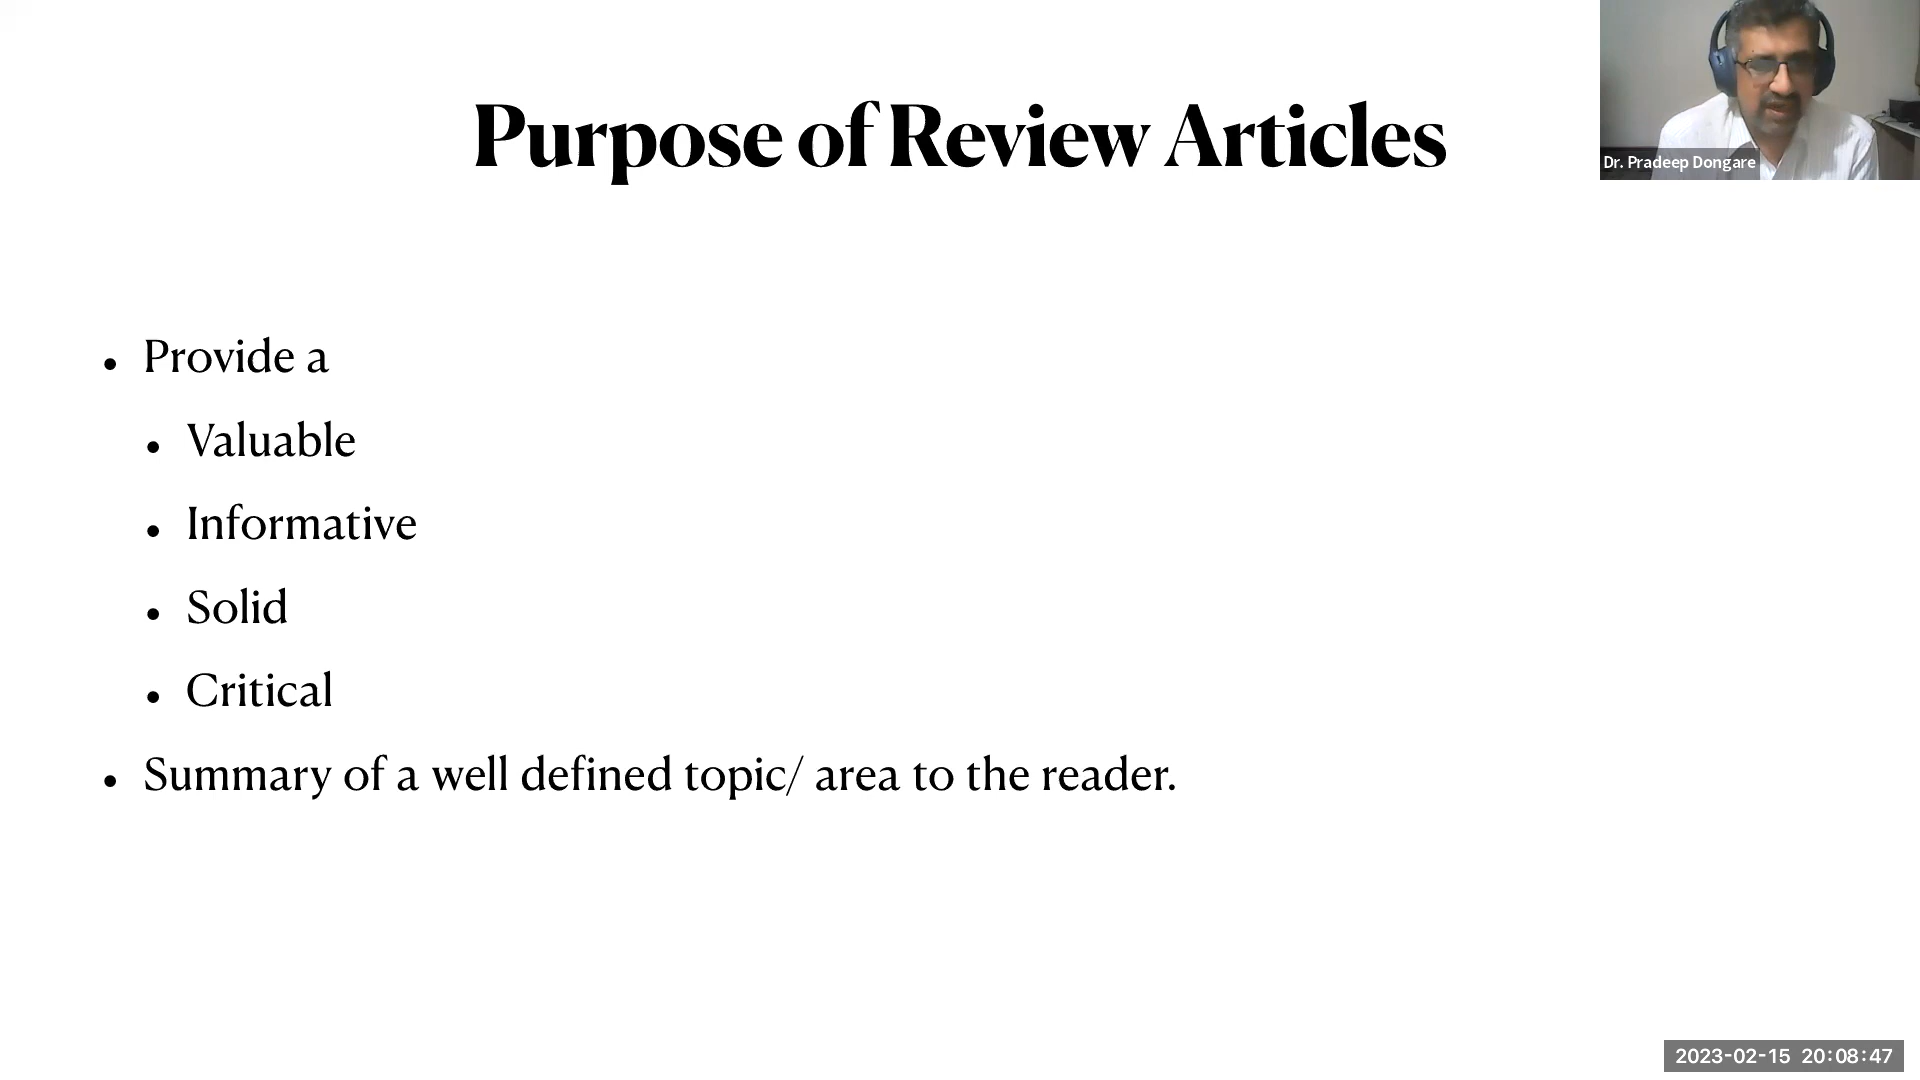 Purpose of Review Articles
Dr. Pradeep Dongare
• Provide a
• Valuable
• Informative
• Solid
• Critical
• Summary of a well defined topic/ area to the reader.
2023-02-15 20:08:47